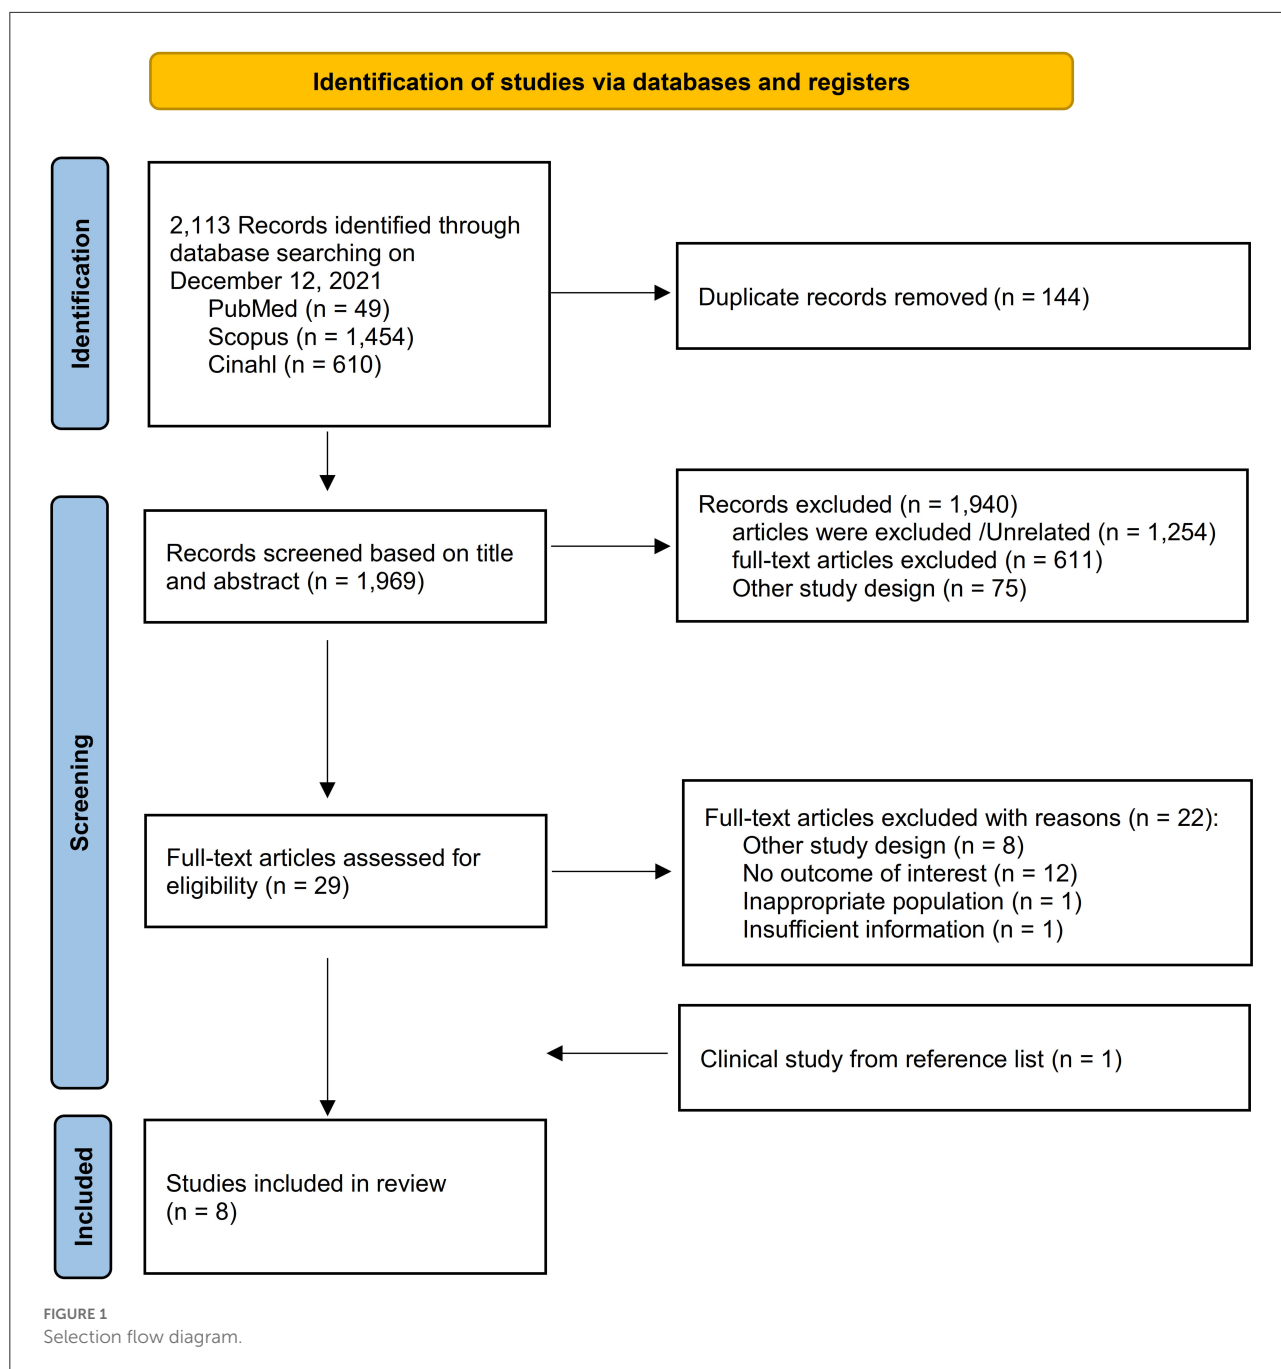 Identification of studies via databases and registers
Identification
2,113 Records identified through
database searching on
December 12, 2021
PubMed (n = 49)
Scopus (n = 1,454)
Cinahl (n = 610)
Duplicate records removed (n = 144)
Screening
Records screened based on title
and abstract (n = 1,969)
Records excluded (n = 1,940)
articles were excluded /Unrelated (n = 1,254)
full-text articles excluded (n = 611)
Other study design (n = 75)
Full-text articles assessed for
eligibility (n = 29)
Full-text articles excluded with reasons (n = 22):
Other study design (n = 8)
No outcome of interest (n = 12)
Inappropriate population (n = 1)
Insufficient information (n = 1)
Clinical study from reference list (n = 1)
Included
Studies included in review
(n = 8)
FIGURE 1
Selection flow diagram.